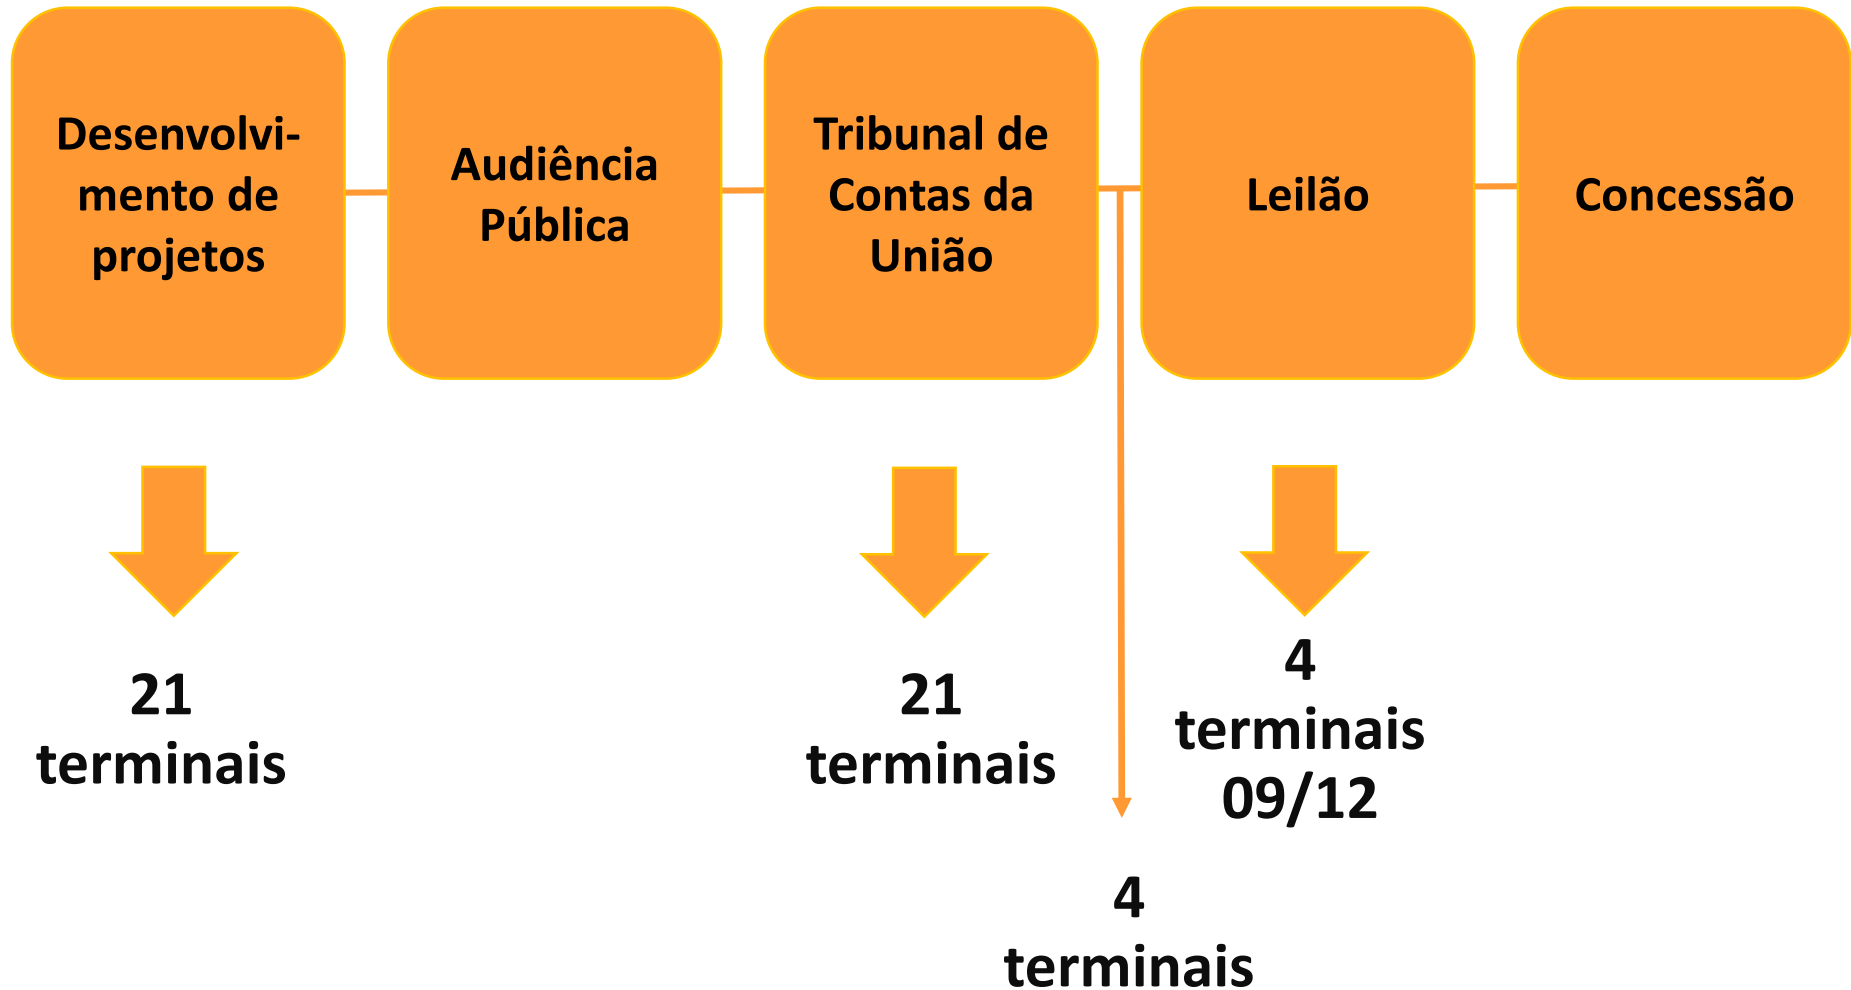 Desenvolvi-
mento de
projetos
Audiência
Pública
Tribunal de
Contas da
União
Leilão
Concessão
21
terminais
21
terminais
4
terminais
09/12
4
terminais